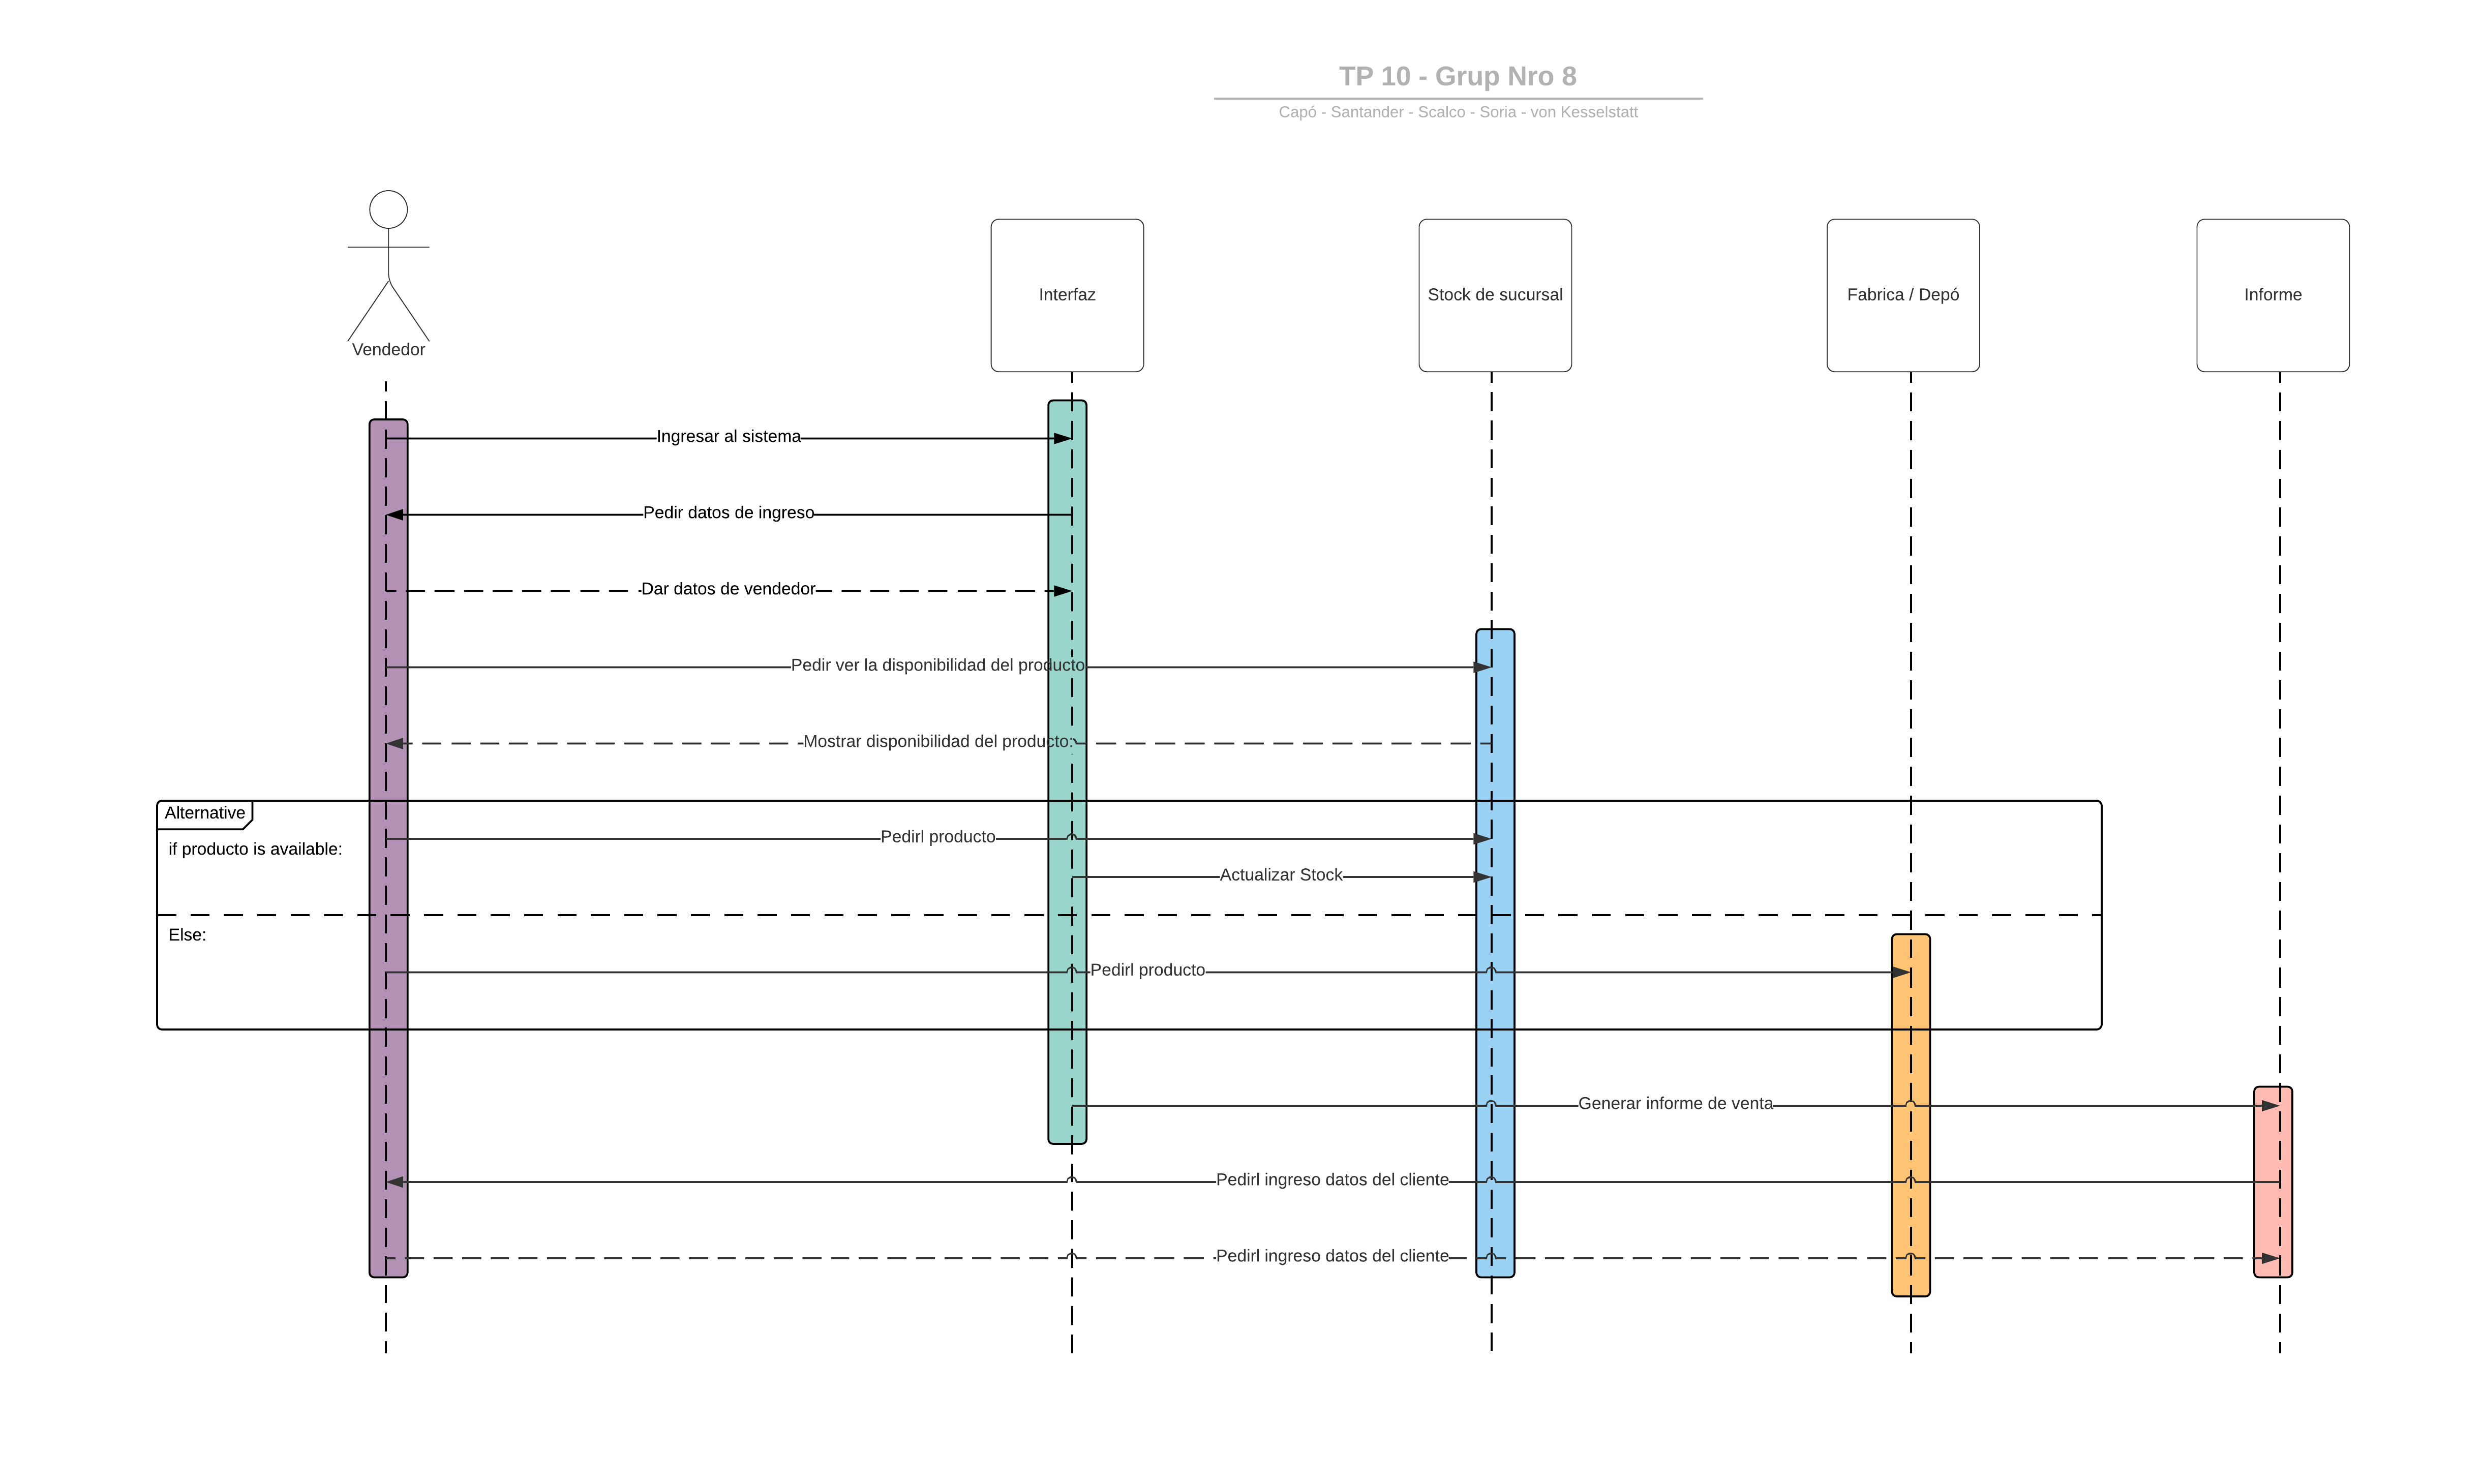 TP 10 - Grup Nro 8
Capó - Santander - Scalco - Soria - von Kesselstatt
Vendedor
Interfaz
Stock de sucursal
Fabrica / Depó
Informe
Ingresar al sistema
Pedir datos de ingreso
Dar datos de vendedor
Pedir ver la disponibilidad del producto
Mostrar disponibilidad del producto:
Alternative
if producto is available:
Pedirl producto
Actualizar Stock
Else:
Pedirl producto
Generar informe de venta
Pedirl ingreso datos del cliente
Pedirl ingreso datos del cliente